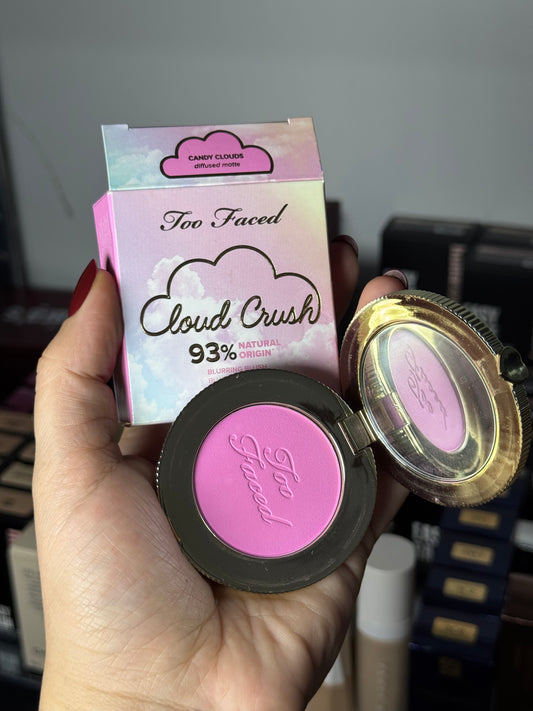 CANDY CLOUDS
diffused matte
Too Faced
Cloud Crush
93% NATURAL
ORIGIN*
BLURRING BLUSH
Too
Faced